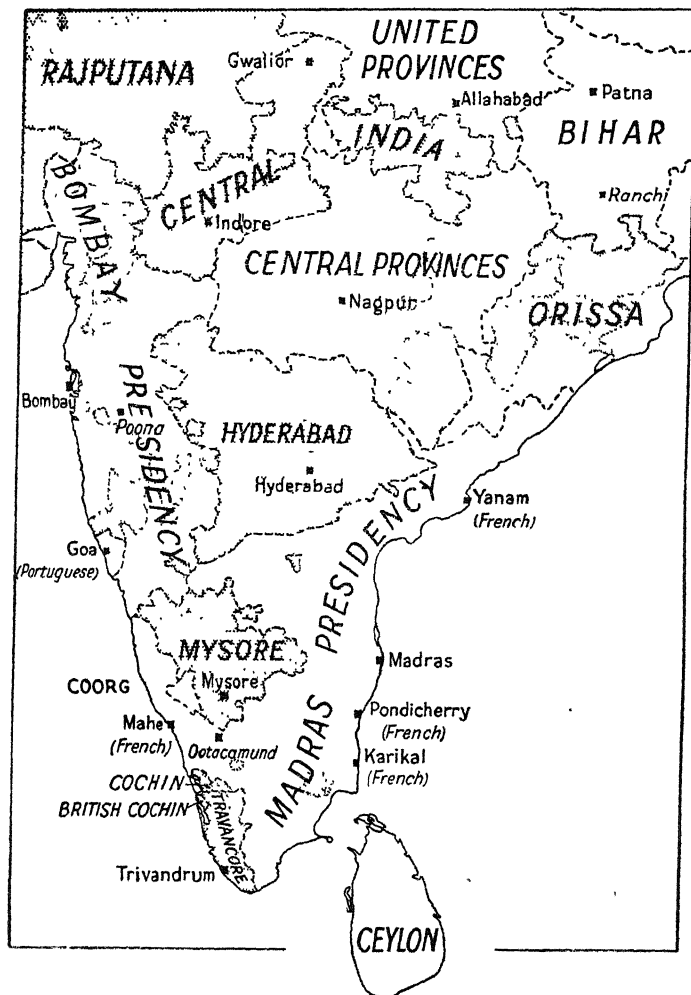 UNITED
PROVINCES
RAJPUTANA
Gwalior
Allahabad
Patna
BIHAR
INDIA
CENTRAL
Ranchi
BOMBAY
Indore
CENTRAL PROVINCES
Nagpur
ORISSA
PRESIDENCY
Bombay
Poona
HYDERABAD
Hyderabad
Yanam
(French)
Goa
(Portuguese)
MADRAS PRESIDENCY
MYSORE
Mysore
Madras
COORG
Mahe
(French)
Ootacamund
Pondicherry
(French)
Karikal
(French)
COCHIN
BRITISH COCHIN
TRAVANCORE
Trivandrum
CEYLON